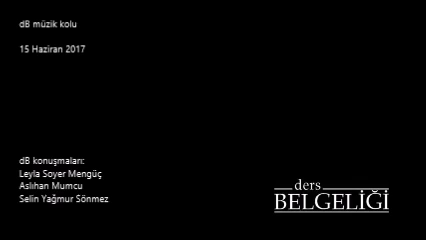 dB müzik kolu
15 Haziran 2017
dB konuşmaları:
Leyla Soyer Mengüç
Aslıhan Mumcu
Selin Yağmur Sönmez
ders
BELGELİĞİ